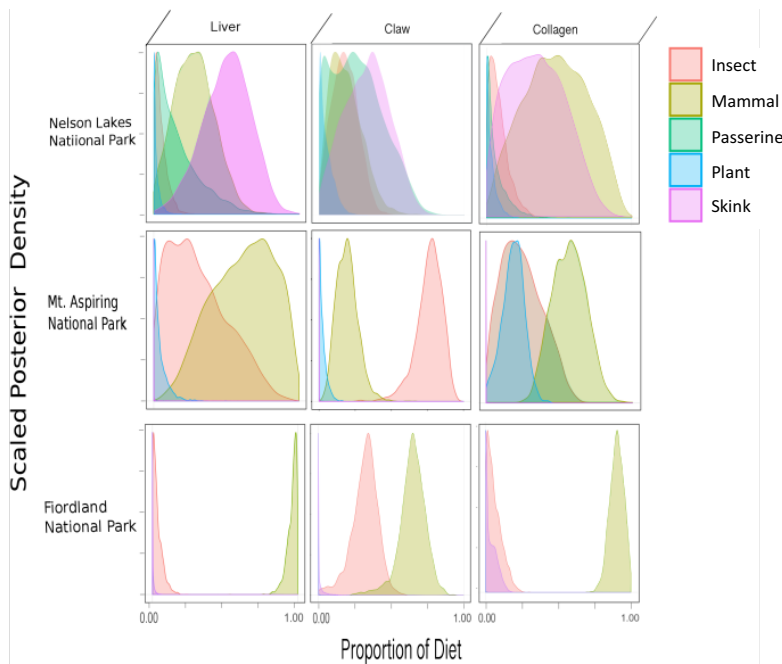 Liver
Claw
Collagen
Insect
Mammal
Passerine
Plant
Skink
Nelson Lakes
Natiional Park
Mt. Aspiring
National Park
Fiordland
National Park
Scaled Posterior Density
0.00
1.00
0.00
1.00
0.00
1.00
Proportion of Diet